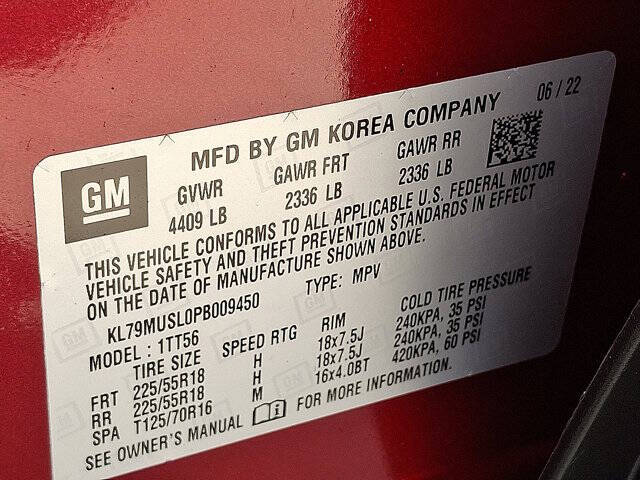 06 / 22
MFD BY GM KOREA COMPANY
GM
GVWR GAWR FRT GAWR RR
4409 LB 2336 LB 2336 LB
THIS VEHICLE CONFORMS TO ALL APPLICABLE U.S. FEDERAL MOTOR
VEHICLE SAFETY AND THEFT PREVENTION STANDARDS IN EFFECT
ON THE DATE OF MANUFACTURE SHOWN ABOVE.
KL79MUSL0PB009450 TYPE: MPV
MODEL : 1TT56
TIRE SIZE SPEED RTG RIM COLD TIRE PRESSURE
FRT 225/55R18 H 18x7.5J 240KPA, 35 PSI
RR 225/55R18 H 18x7.5J 240KPA, 35 PSI
SPA T125/70R16 M 16x4.0BT 420KPA, 60 PSI
SEE OWNER'S MANUAL FOR MORE INFORMATION.